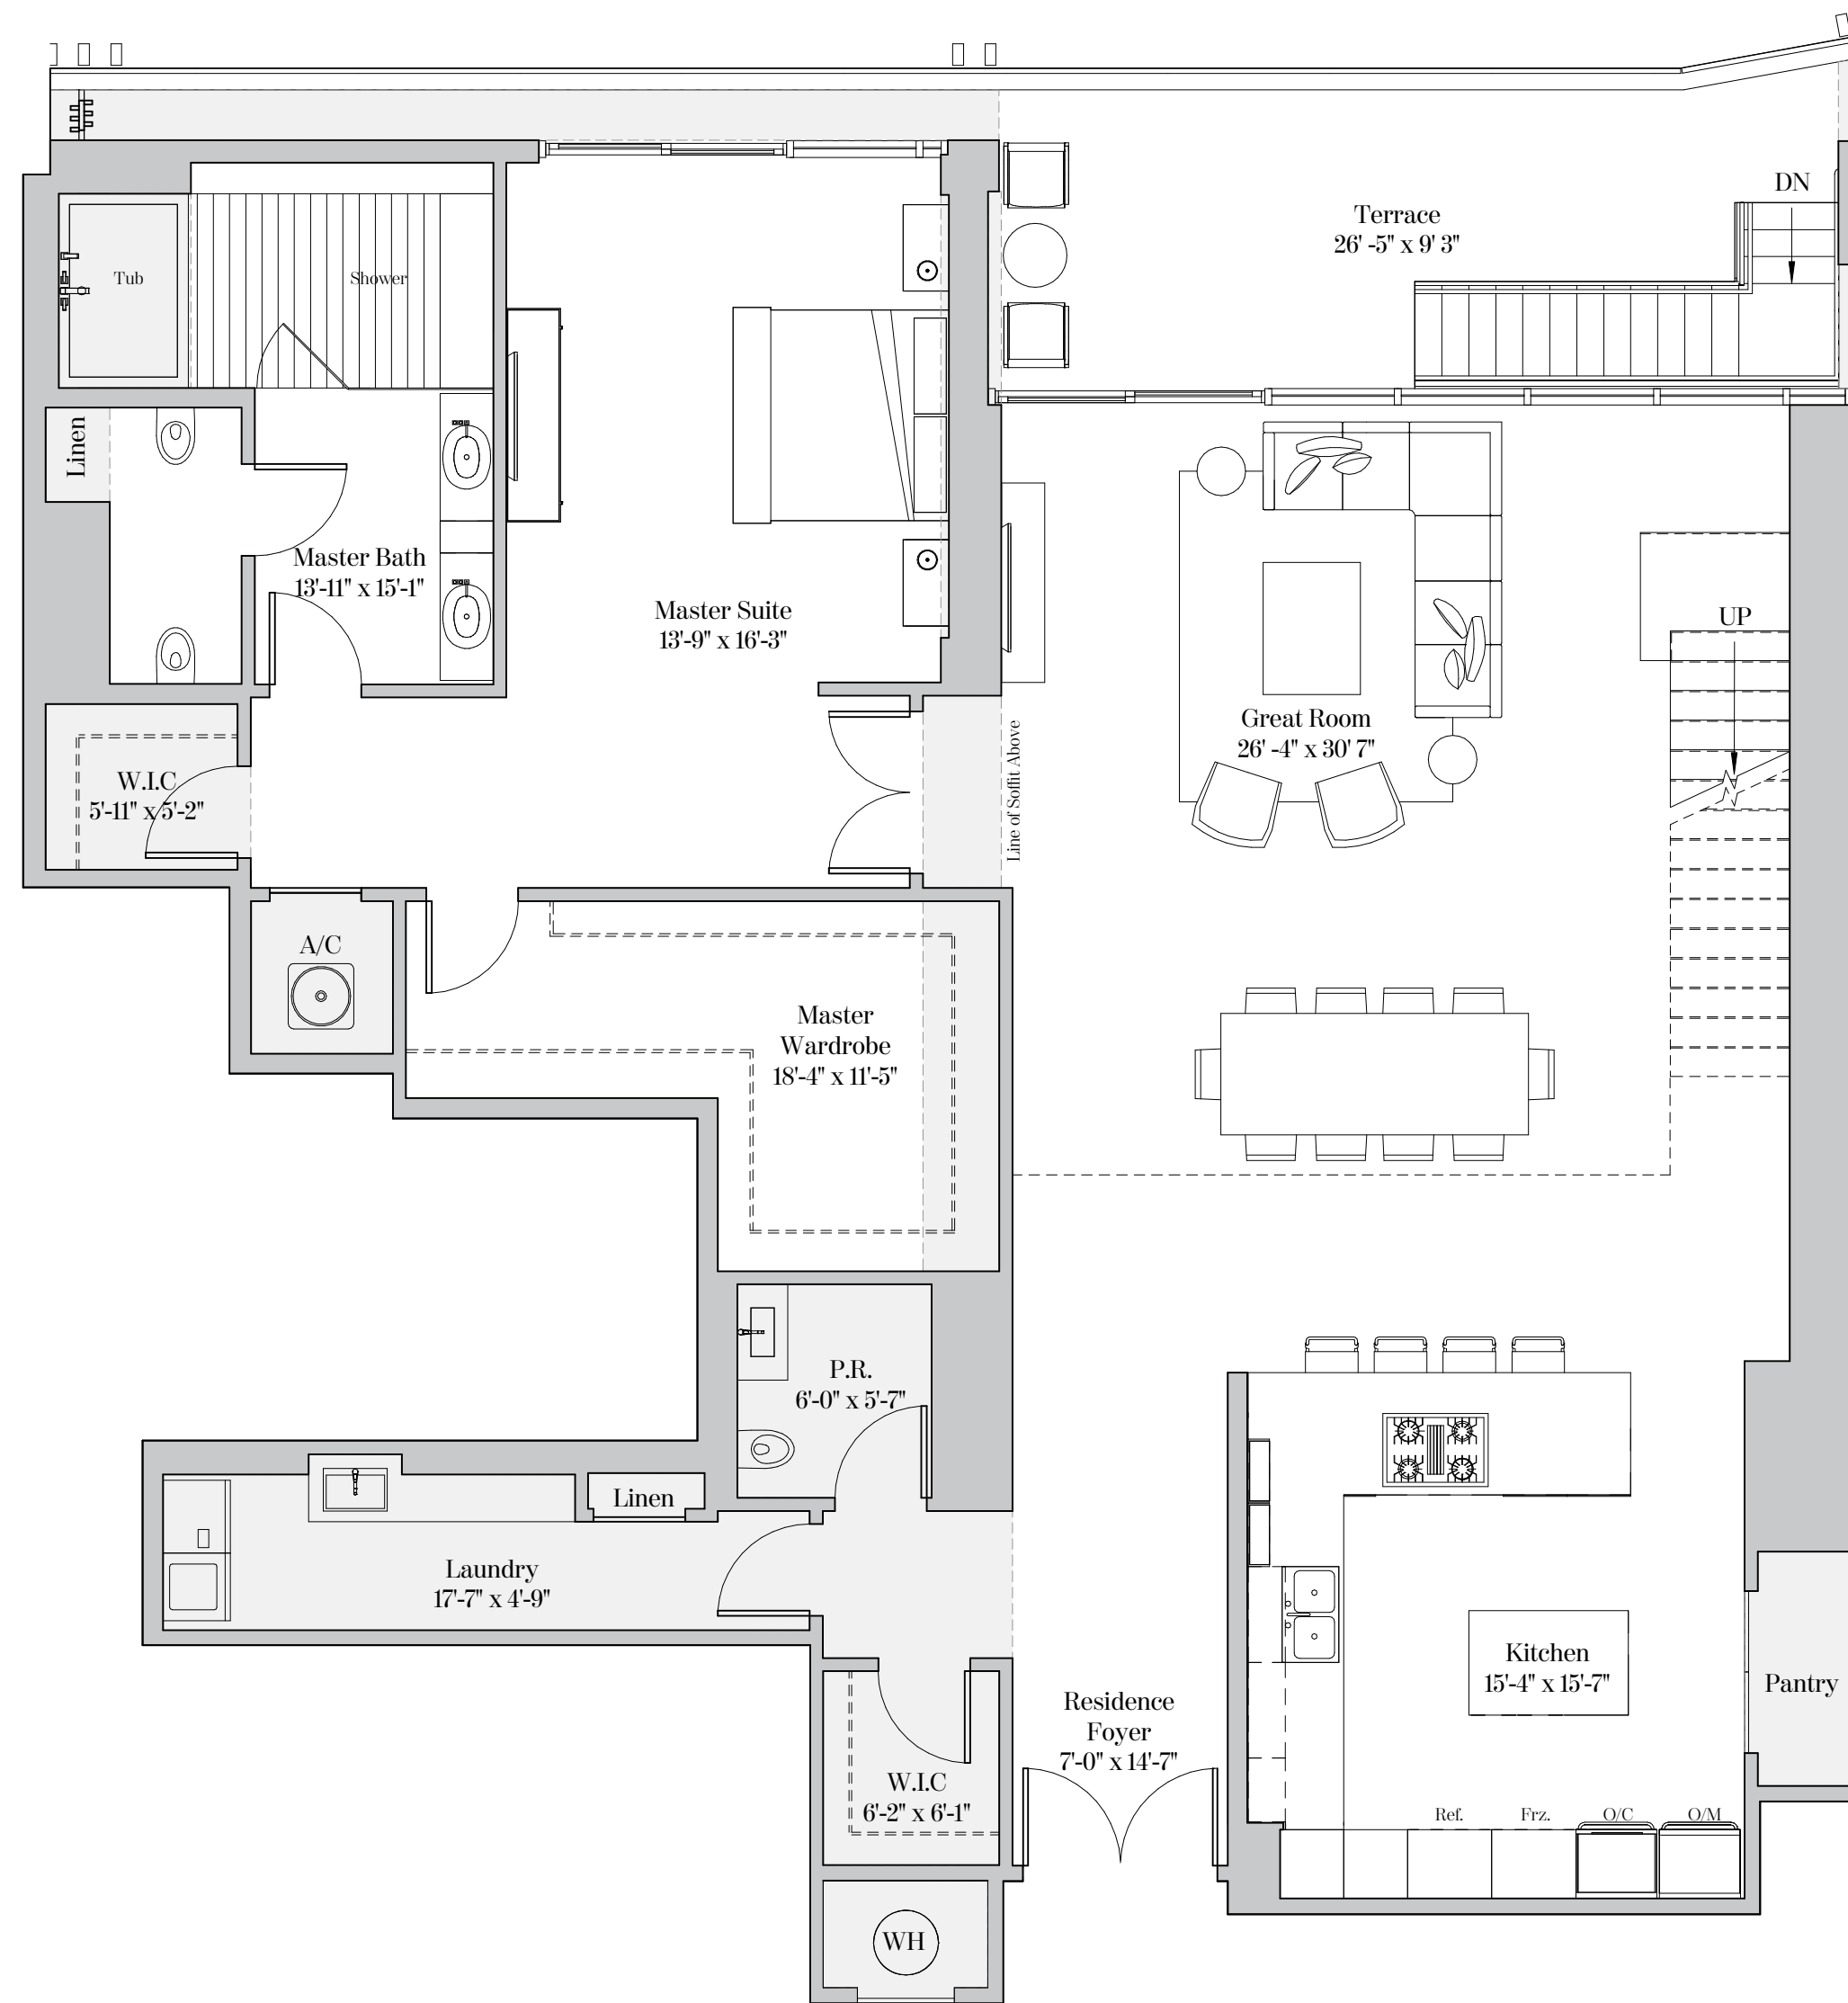 DN
Terrace
26' -5" x 9' 3"
Tub
Shower
Linen
Master Bath
13'-11" x 15'-1"
Master Suite
13'-9" x 16'-3"
UP
Great Room
26' -4" x 30' 7"
Line of Soffit Above
W.I.C
5'-11" x 5'-2"
A/C
Master
Wardrobe
18'-4" x 11'-5"
P.R.
6'-0" x 5'-7"
Linen
Laundry
17'-7" x 4'-9"
Kitchen
15'-4" x 15'-7"
Pantry
Residence
Foyer
7'-0" x 14'-7"
W.I.C
6'-2" x 6'-1"
Ref.
Frz.
O/C
O/M
WH